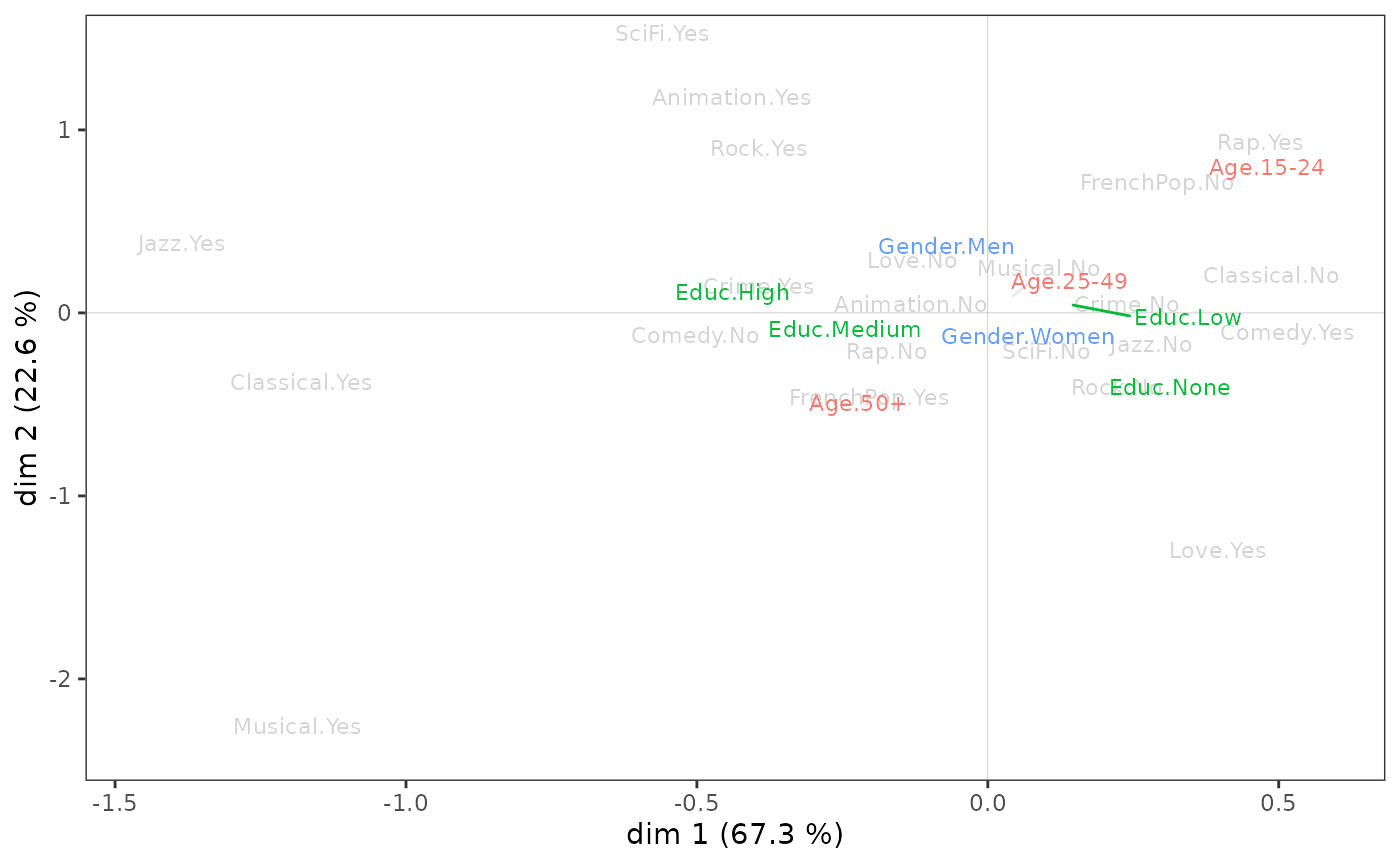 SciFi.Yes
Animation.Yes
1
Rap.Yes
Rock.Yes
Age.15-24
FrenchPop.No
Jazz.Yes
Gender.Men
Love.No
Musical.No
Classical.No
Age.25-49
Crime.Yes
Educ.High
Animation.No
Crime.No
0
Educ.Low
Educ.Medium
Comedy.Yes
Comedy.No
Gender.Women
Jazz.No
Rap.No
SciFi.No
Classical.Yes
Rock.No
Educ.None
FrenchPop.Yes
Age.50+
dim 2 (22.6 %)
-1
Love.Yes
-2
Musical.Yes
-1.5 -1.0 -0.5 0.0 0.5
dim 1 (67.3 %)